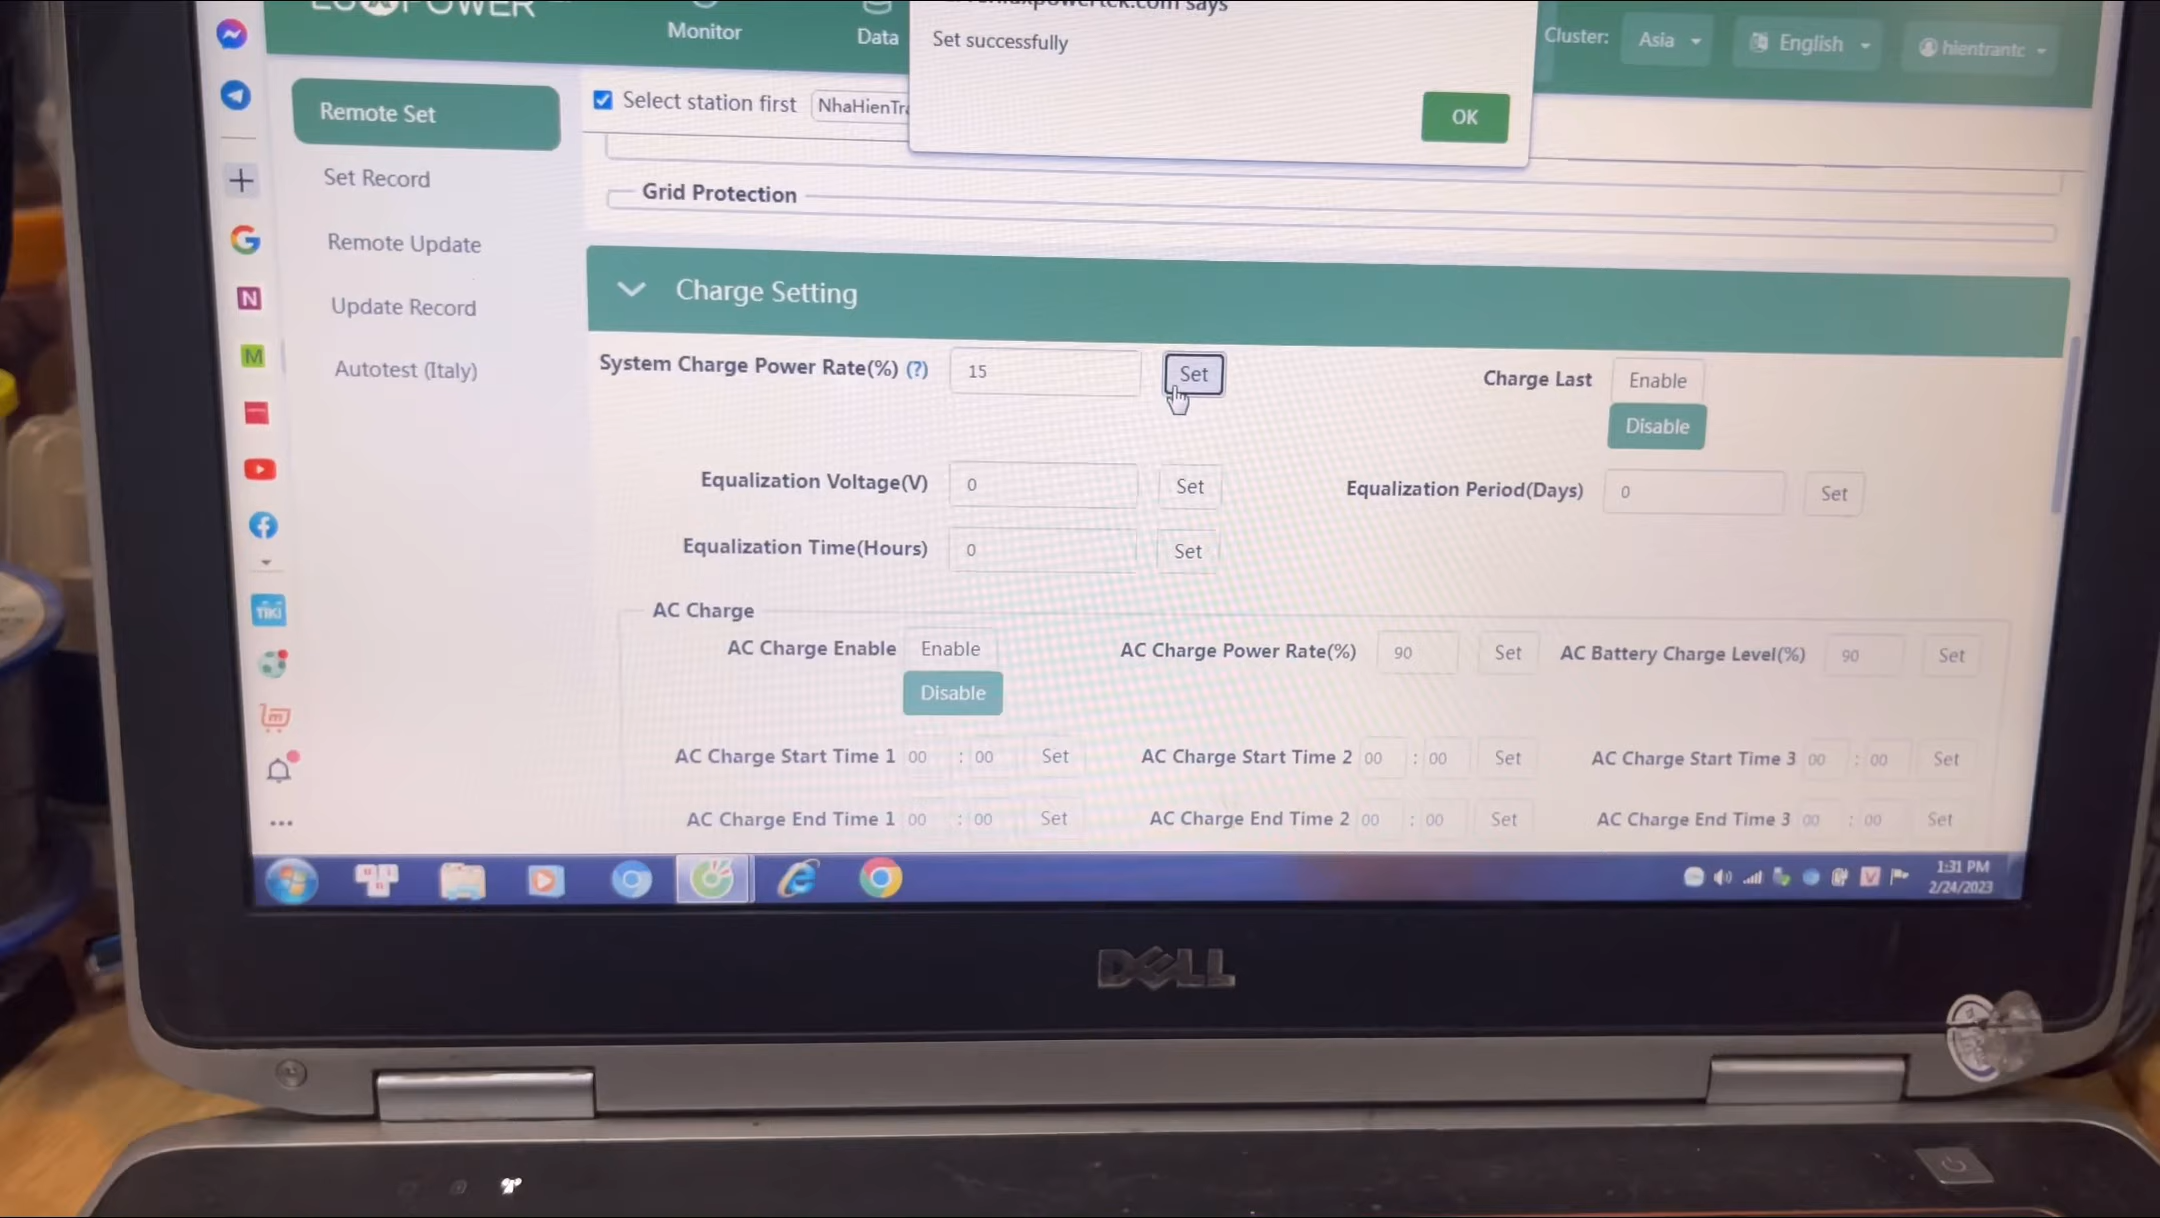 Monitor
Data
Set successfully
OK
Cluster:
Asia
English
hientrantc
Remote Set
Set Record
Remote Update
Update Record
Autotest (Italy)
Select station first
Grid Protection
Charge Setting
System Charge Power Rate(%) (?) 15 Set
Charge Last Enable
Disable
Equalization Voltage(V) 0 Set
Equalization Period(Days) 0 Set
Equalization Time(Hours) 0 Set
AC Charge
AC Charge Enable Enable
Disable
AC Charge Power Rate(%) 90 Set
AC Battery Charge Level(%) 90 Set
AC Charge Start Time 1 00 : 00 Set
AC Charge Start Time 2 00 : 00 Set
AC Charge Start Time 3 00 : 00 Set
AC Charge End Time 1 00 : 00 Set
AC Charge End Time 2 00 : 00 Set
AC Charge End Time 3 00 : 00 Set
N
M
TIKI
1:31 PM
2/24/2023
DELL